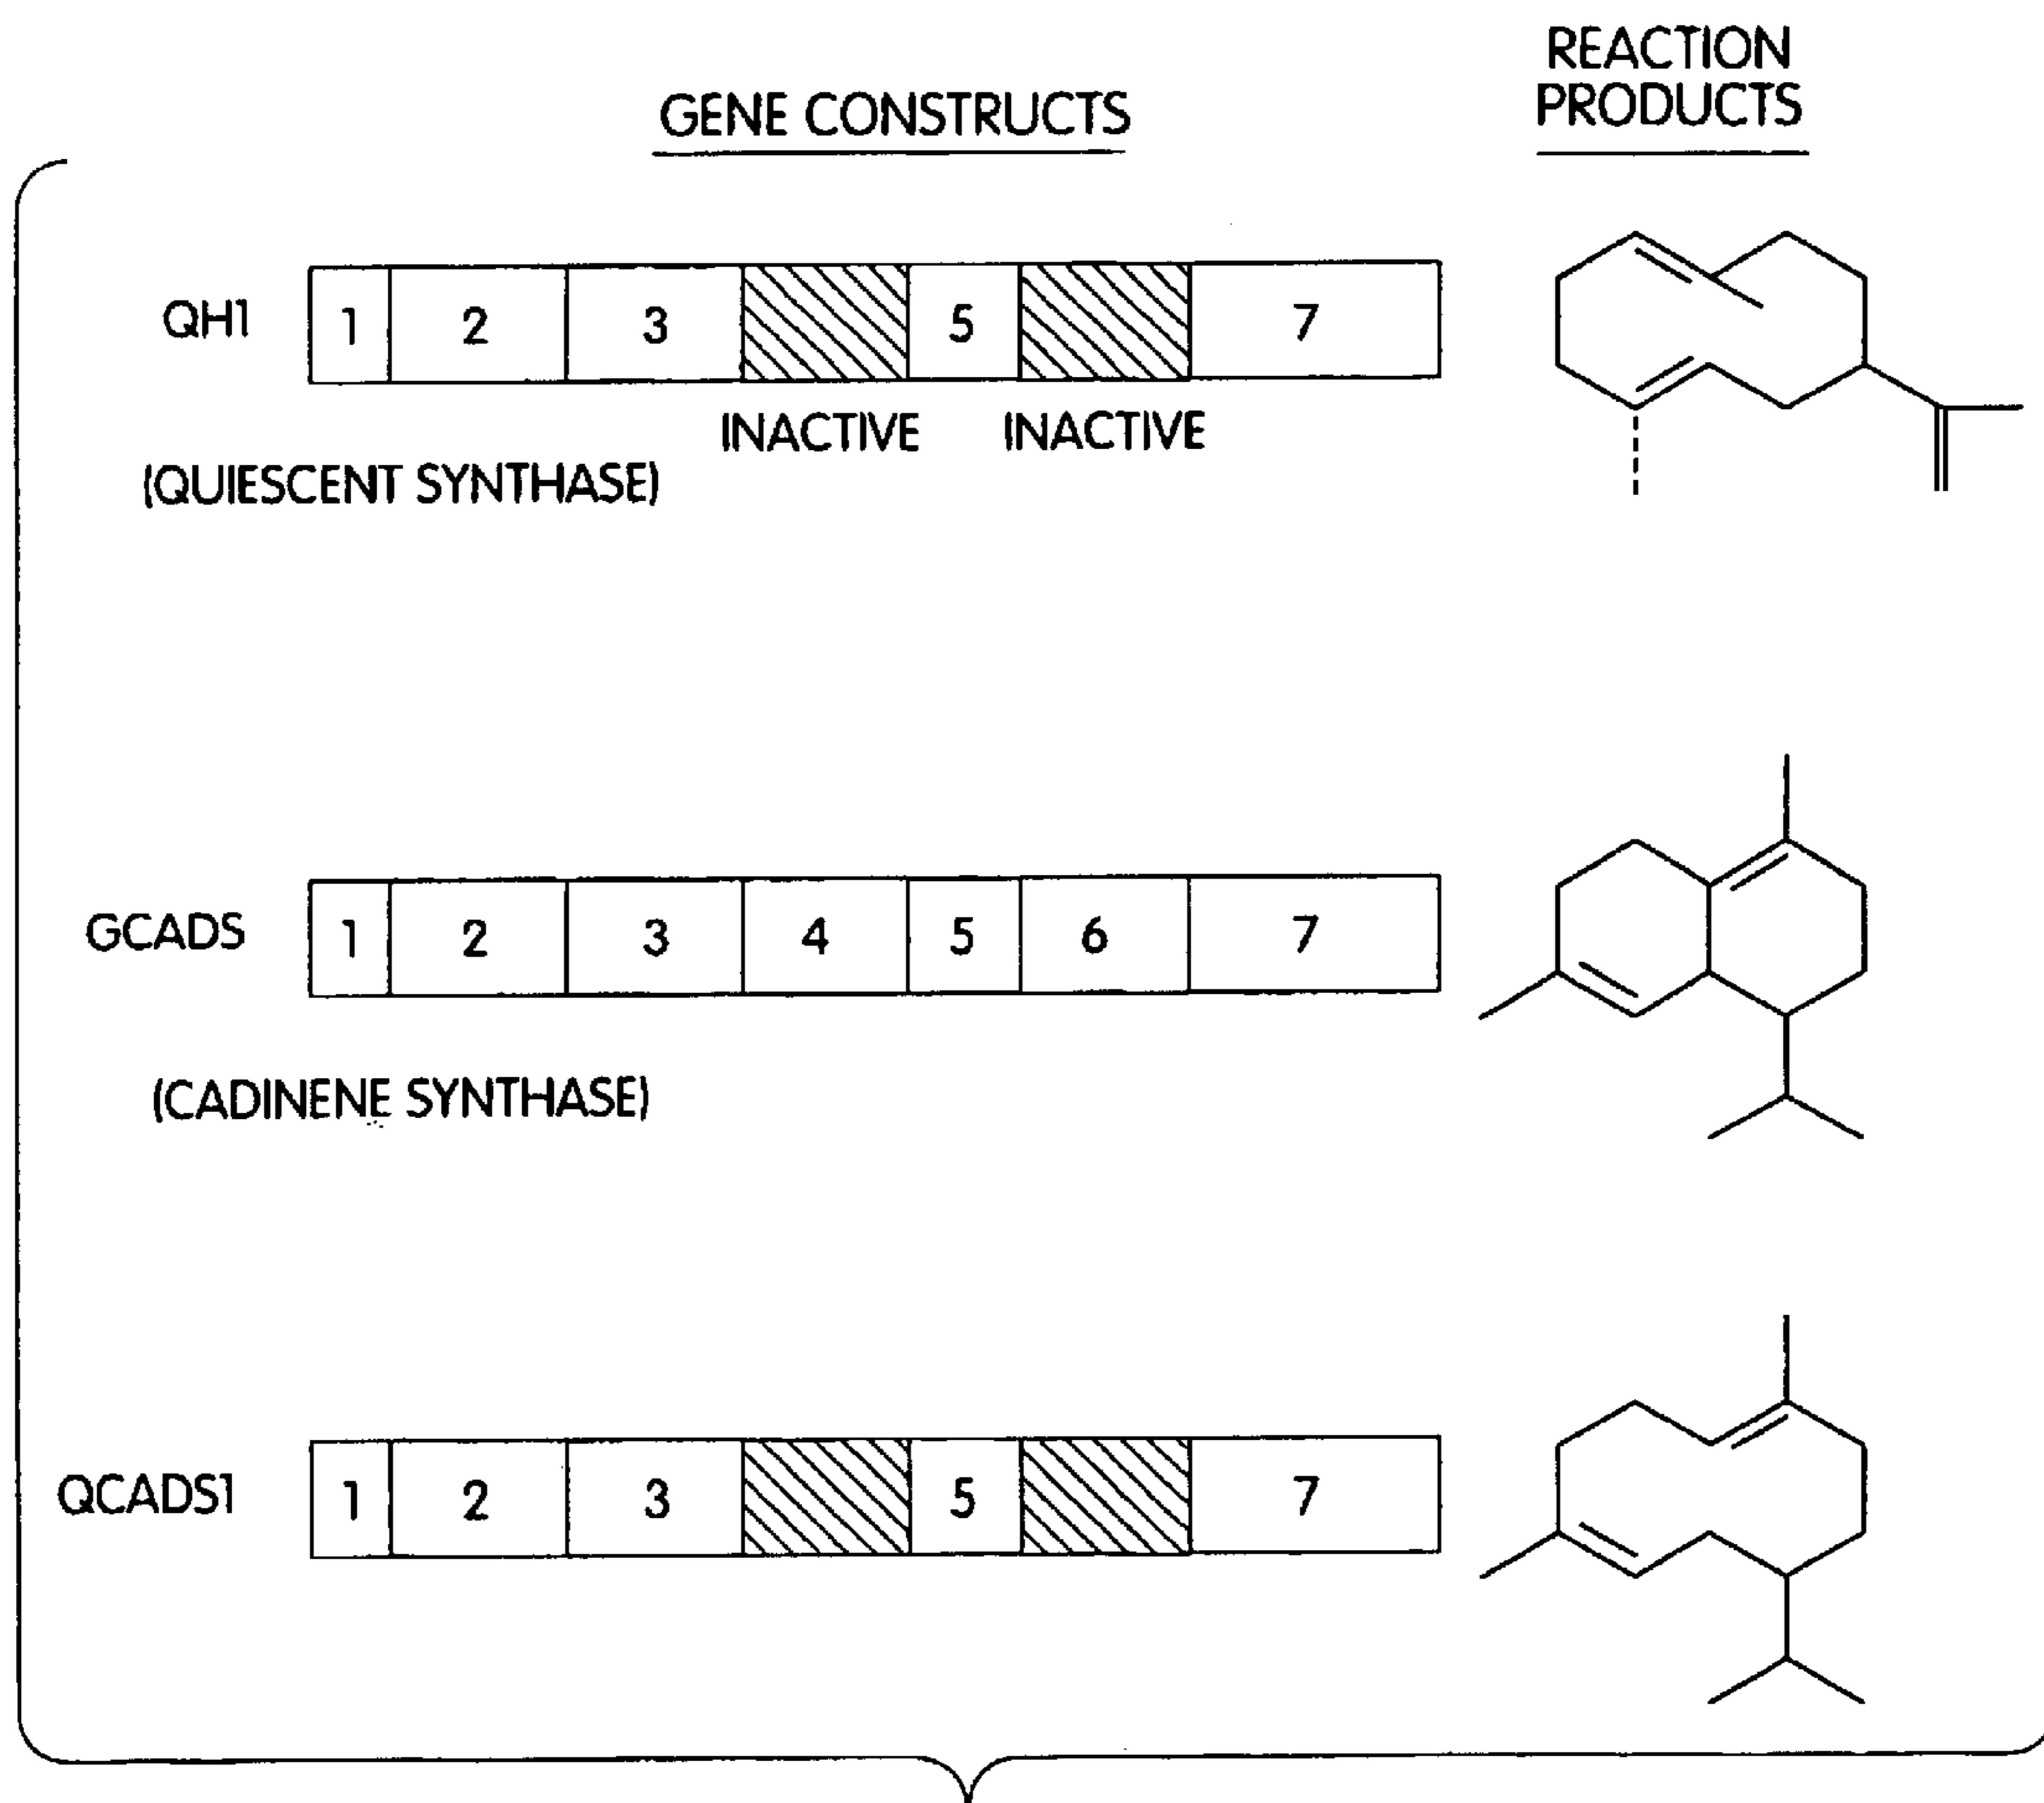 GENE CONSTRUCTS
REACTION
PRODUCTS
QH1
1 2 3 5 7
INACTIVE INACTIVE
(QUIESCENT SYNTHASE)
GCADS
1 2 3 4 5 6 7
(CADINENE SYNTHASE)
QCADS1
1 2 3 5 7